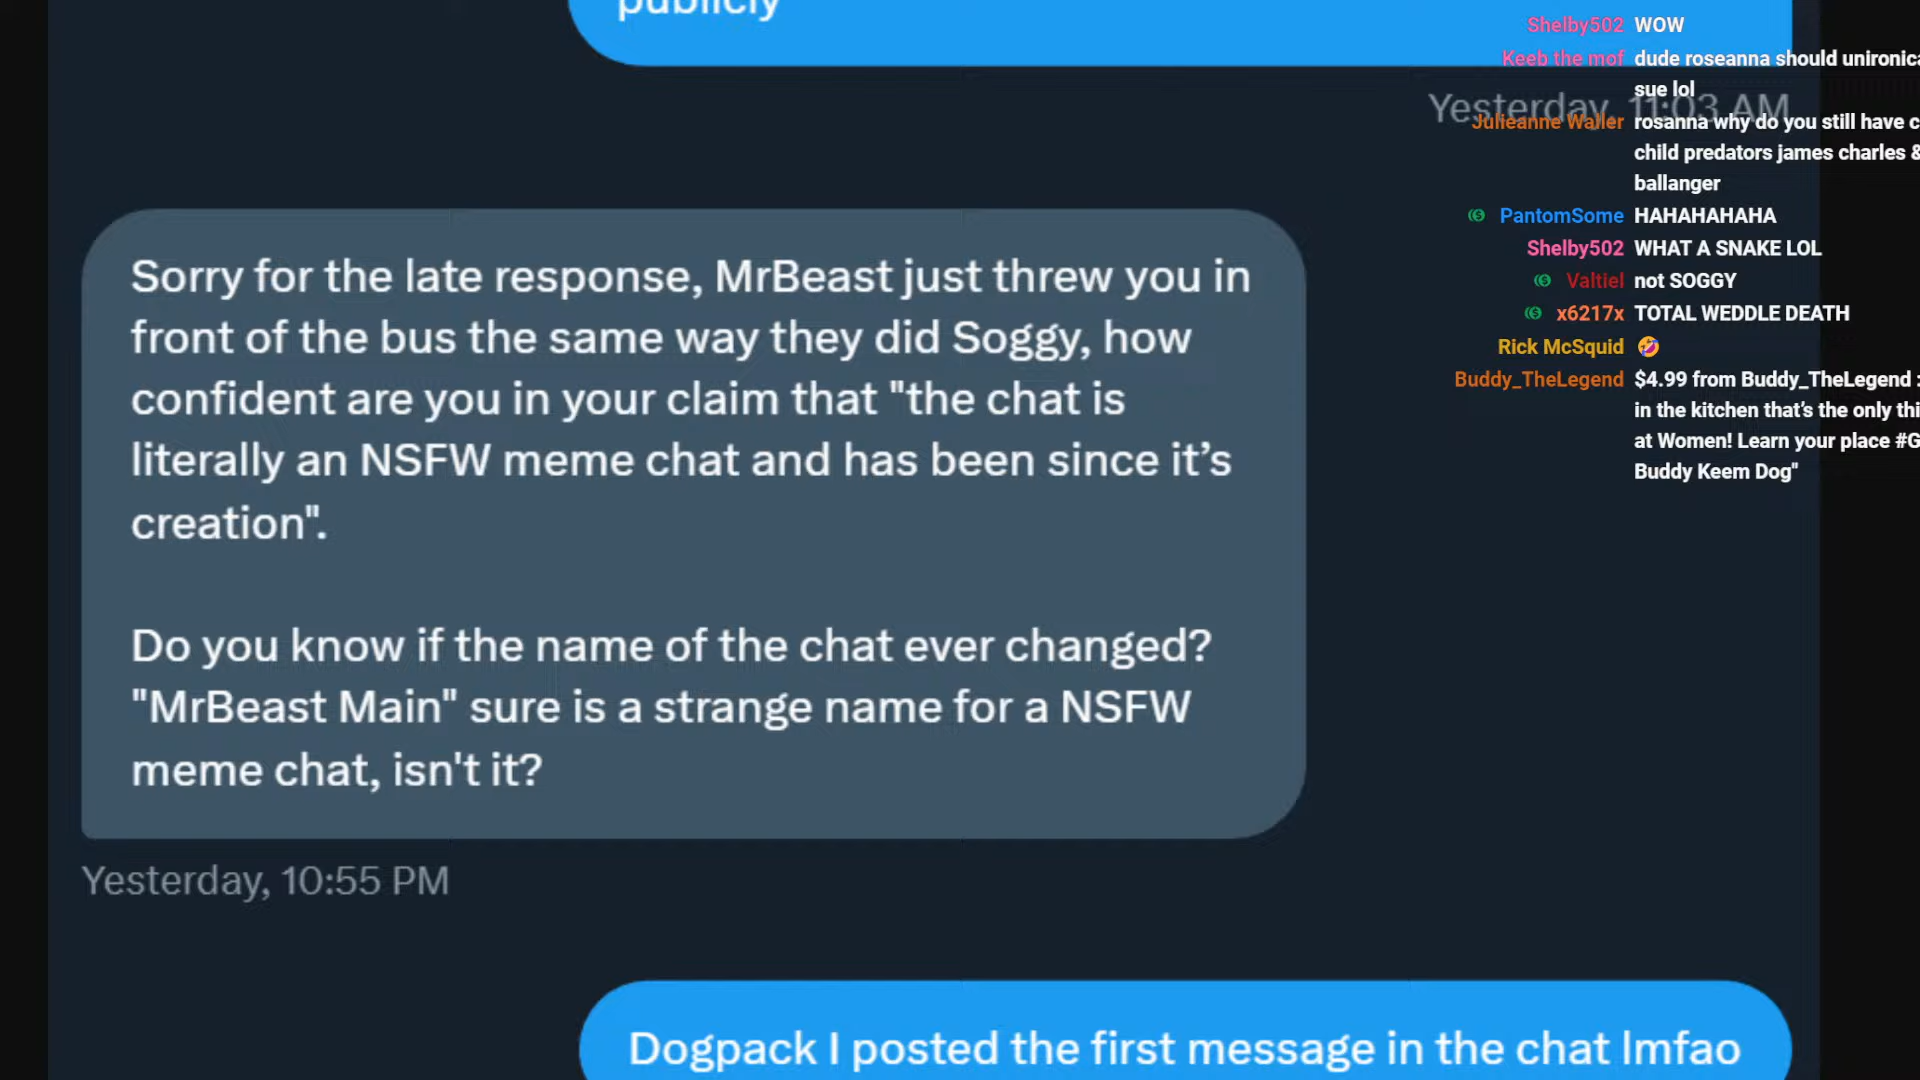 publicly
Yesterday, 11:03 AM
Sorry for the late response, MrBeast just threw you in
front of the bus the same way they did Soggy, how
confident are you in your claim that "the chat is
literally an NSFW meme chat and has been since it’s
creation".
Do you know if the name of the chat ever changed?
"MrBeast Main" sure is a strange name for a NSFW
meme chat, isn't it?
Yesterday, 10:55 PM
Dogpack I posted the first message in the chat lmfao
Shelby502 WOW
Keeb the mof dude roseanna should unironica
sue lol
Julieanne Waller rosanna why do you still have c
child predators james charles &
ballanger
PantomSome HAHAHAHAHA
Shelby502 WHAT A SNAKE LOL
Valtiel not SOGGY
x6217x TOTAL WEDDLE DEATH
Rick McSquid 🤣
Buddy_TheLegend $4.99 from Buddy_TheLegend :
in the kitchen that's the only thi
at Women! Learn your place #G
Buddy Keem Dog"